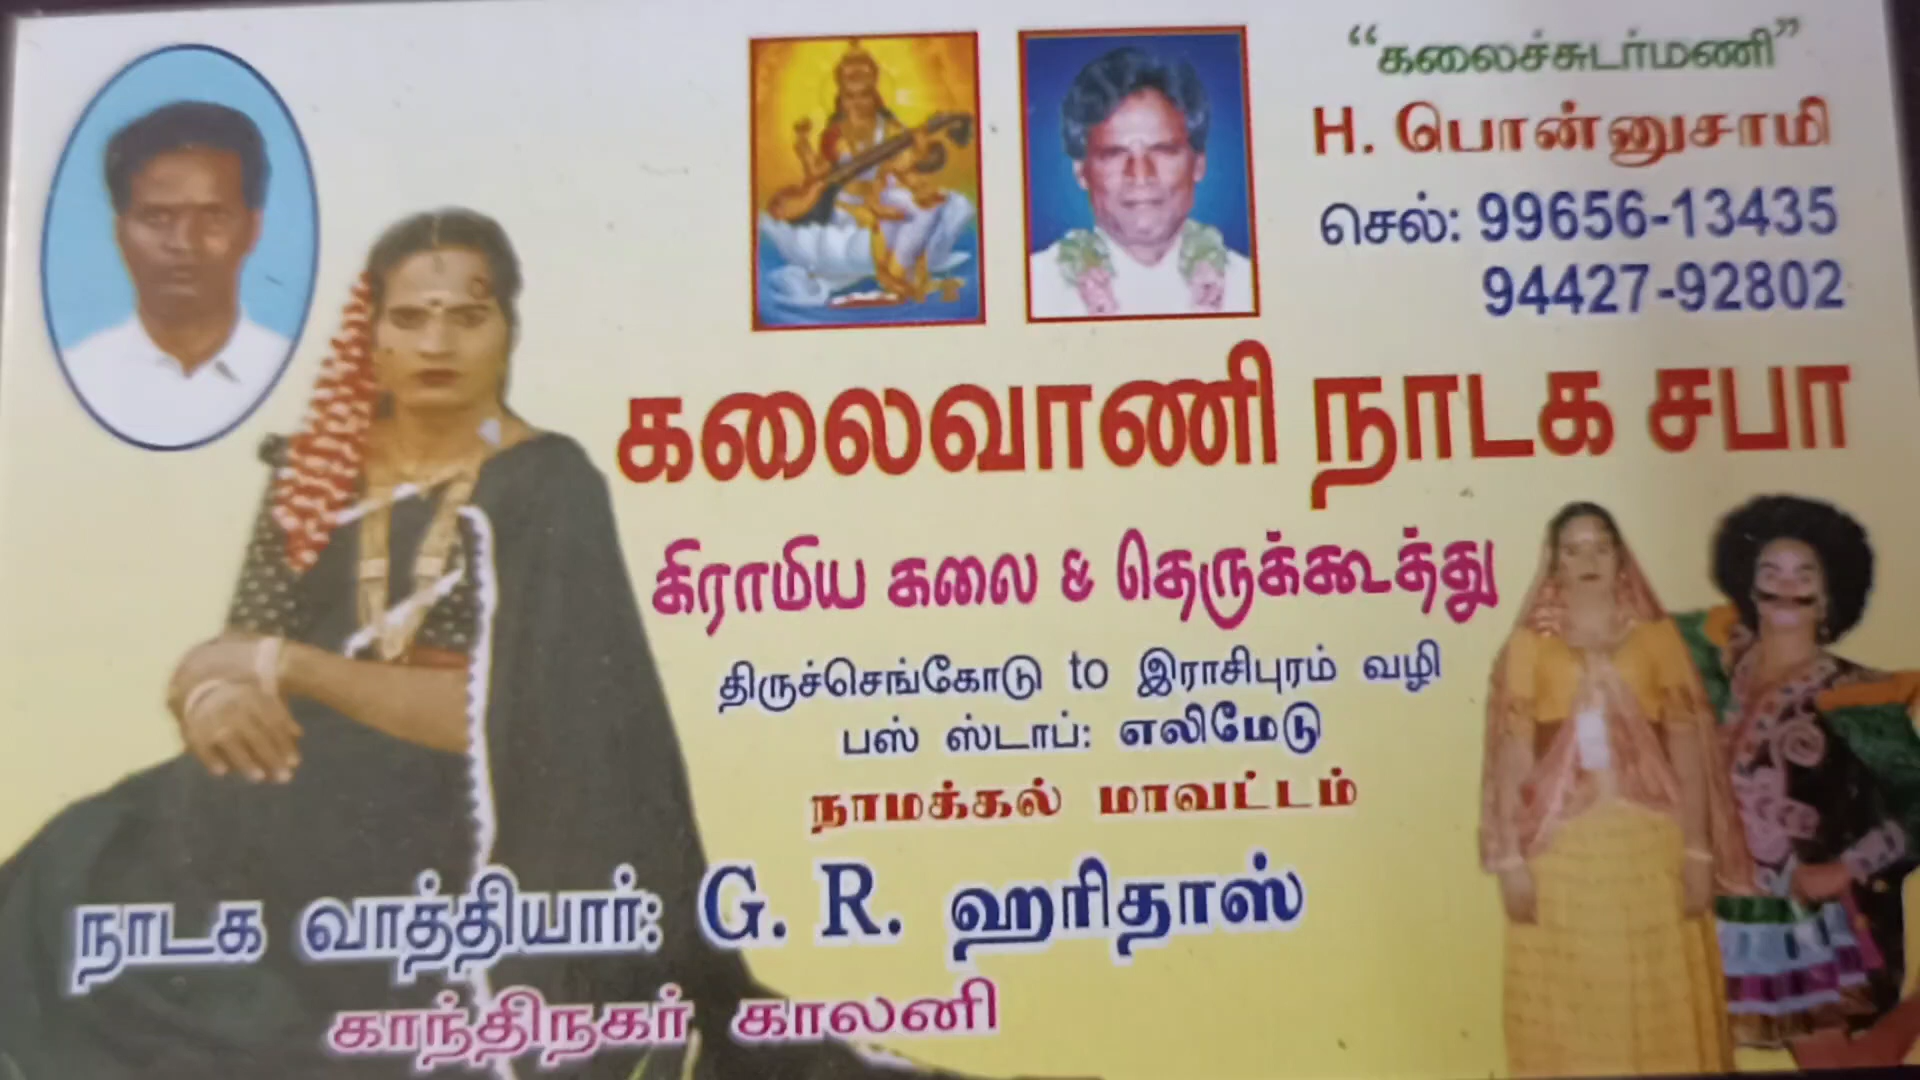 “கலைச்சுடர்மணி”
H. பொன்னுசாமி
செல்: 99656-13435
94427-92802
கலைவாணி நாடக சபா
கிராமிய கலை & தெருக்கூத்து
திருச்செங்கோடு to இராசிபுரம் வழி
பஸ் ஸ்டாப்: எலிமேடு
நாமக்கல் மாவட்டம்
நாடக வாத்தியார்: G. R. ஹரிதாஸ்
காந்திநகர் காலனி